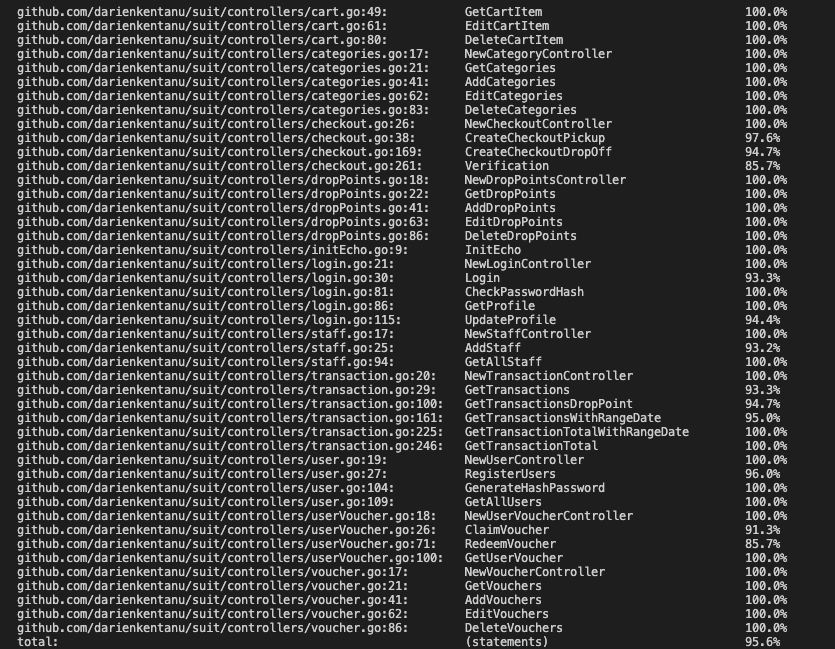 github.com/darienkentanu/suit/controllers/cart.go:49: GetCartItem 100.0%
github.com/darienkentanu/suit/controllers/cart.go:61: EditCartItem 100.0%
github.com/darienkentanu/suit/controllers/cart.go:80: DeleteCartItem 100.0%
github.com/darienkentanu/suit/controllers/categories.go:17: NewCategoryController 100.0%
github.com/darienkentanu/suit/controllers/categories.go:21: GetCategories 100.0%
github.com/darienkentanu/suit/controllers/categories.go:41: AddCategories 100.0%
github.com/darienkentanu/suit/controllers/categories.go:62: EditCategories 100.0%
github.com/darienkentanu/suit/controllers/categories.go:83: DeleteCategories 100.0%
github.com/darienkentanu/suit/controllers/checkout.go:26: NewCheckoutController 100.0%
github.com/darienkentanu/suit/controllers/checkout.go:38: CreateCheckoutPickup 97.6%
github.com/darienkentanu/suit/controllers/checkout.go:169: CreateCheckoutDropOff 94.7%
github.com/darienkentanu/suit/controllers/checkout.go:261: Verification 85.7%
github.com/darienkentanu/suit/controllers/dropPoints.go:18: NewDropPointsController 100.0%
github.com/darienkentanu/suit/controllers/dropPoints.go:22: GetDropPoints 100.0%
github.com/darienkentanu/suit/controllers/dropPoints.go:41: AddDropPoints 100.0%
github.com/darienkentanu/suit/controllers/dropPoints.go:63: EditDropPoints 100.0%
github.com/darienkentanu/suit/controllers/dropPoints.go:86: DeleteDropPoints 100.0%
github.com/darienkentanu/suit/controllers/initEcho.go:9: InitEcho 100.0%
github.com/darienkentanu/suit/controllers/login.go:21: NewLoginController 100.0%
github.com/darienkentanu/suit/controllers/login.go:30: Login 93.3%
github.com/darienkentanu/suit/controllers/login.go:81: CheckPasswordHash 100.0%
github.com/darienkentanu/suit/controllers/login.go:86: GetProfile 100.0%
github.com/darienkentanu/suit/controllers/login.go:115: UpdateProfile 94.4%
github.com/darienkentanu/suit/controllers/staff.go:17: NewStaffController 100.0%
github.com/darienkentanu/suit/controllers/staff.go:25: AddStaff 93.2%
github.com/darienkentanu/suit/controllers/staff.go:94: GetAllStaff 100.0%
github.com/darienkentanu/suit/controllers/transaction.go:20: NewTransactionController 100.0%
github.com/darienkentanu/suit/controllers/transaction.go:29: GetTransactions 93.3%
github.com/darienkentanu/suit/controllers/transaction.go:100: GetTransactionsDropPoint 94.7%
github.com/darienkentanu/suit/controllers/transaction.go:161: GetTransactionsWithRangeDate 95.0%
github.com/darienkentanu/suit/controllers/transaction.go:225: GetTransactionTotalWithRangeDate 100.0%
github.com/darienkentanu/suit/controllers/transaction.go:246: GetTransactionTotal 100.0%
github.com/darienkentanu/suit/controllers/user.go:19: NewUserController 100.0%
github.com/darienkentanu/suit/controllers/user.go:27: RegisterUsers 96.0%
github.com/darienkentanu/suit/controllers/user.go:104: GenerateHashPassword 100.0%
github.com/darienkentanu/suit/controllers/user.go:109: GetAllUsers 100.0%
github.com/darienkentanu/suit/controllers/userVoucher.go:18: NewUserVoucherController 100.0%
github.com/darienkentanu/suit/controllers/userVoucher.go:26: ClaimVoucher 91.3%
github.com/darienkentanu/suit/controllers/userVoucher.go:71: RedeemVoucher 85.7%
github.com/darienkentanu/suit/controllers/userVoucher.go:100: GetUserVoucher 100.0%
github.com/darienkentanu/suit/controllers/voucher.go:17: NewVoucherController 100.0%
github.com/darienkentanu/suit/controllers/voucher.go:21: GetVouchers 100.0%
github.com/darienkentanu/suit/controllers/voucher.go:41: AddVouchers 100.0%
github.com/darienkentanu/suit/controllers/voucher.go:62: EditVouchers 100.0%
github.com/darienkentanu/suit/controllers/voucher.go:86: DeleteVouchers 100.0%
total: (statements) 95.6%